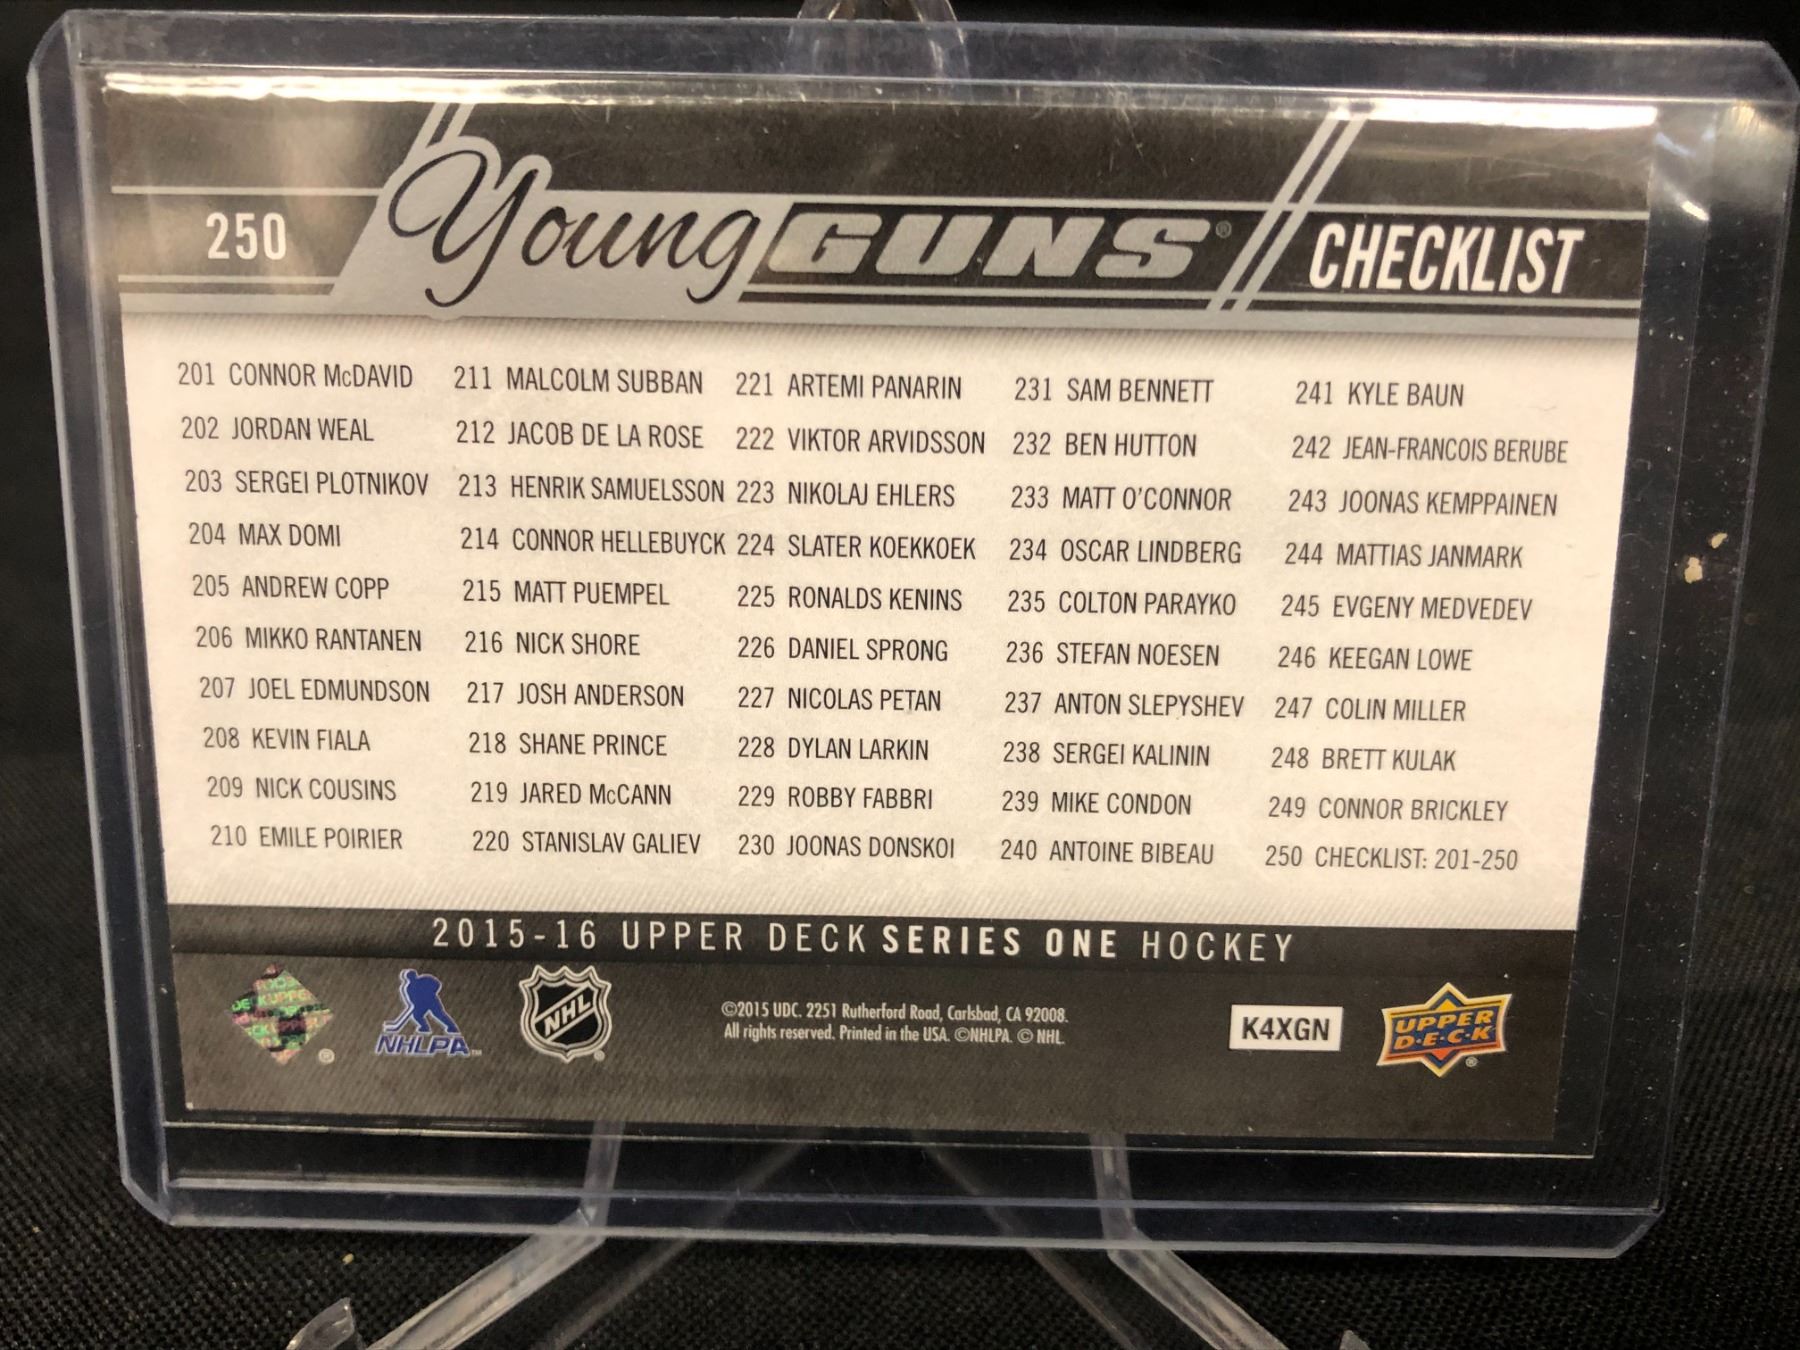 250 Young GUNS® CHECKLIST
201 CONNOR McDAVID
202 JORDAN WEAL
203 SERGEI PLOTNIKOV
204 MAX DOMI
205 ANDREW COPP
206 MIKKO RANTANEN
207 JOEL EDMUNDSON
208 KEVIN FIALA
209 NICK COUSINS
210 EMILE POIRIER
211 MALCOLM SUBBAN
212 JACOB DE LA ROSE
213 HENRIK SAMUELSSON
214 CONNOR HELLEBUYCK
215 MATT PUEMPEL
216 NICK SHORE
217 JOSH ANDERSON
218 SHANE PRINCE
219 JARED McCANN
220 STANISLAV GALIEV
221 ARTEMI PANARIN
222 VIKTOR ARVIDSSON
223 NIKOLAJ EHLERS
224 SLATER KOEKKOEK
225 RONALDS KENINS
226 DANIEL SPRONG
227 NICOLAS PETAN
228 DYLAN LARKIN
229 ROBBY FABBRI
230 JOONAS DONSKOI
231 SAM BENNETT
232 BEN HUTTON
233 MATT O'CONNOR
234 OSCAR LINDBERG
235 COLTON PARAYKO
236 STEFAN NOESEN
237 ANTON SLEPYSHEV
238 SERGEI KALININ
239 MIKE CONDON
240 ANTOINE BIBEAU
241 KYLE BAUN
242 JEAN-FRANCOIS BERUBE
243 JOONAS KEMPPAINEN
244 MATTIAS JANMARK
245 EVGENY MEDVEDEV
246 KEEGAN LOWE
247 COLIN MILLER
248 BRETT KULAK
249 CONNOR BRICKLEY
250 CHECKLIST: 201-250
2015-16 UPPER DECK SERIES ONE HOCKEY
NHLPA™
NHL®
©2015 UDC. 2251 Rutherford Road, Carlsbad, CA 92008.
All rights reserved. Printed in the USA. ©NHLPA. © NHL.
K4XGN
UPPER
D·E·C·K®